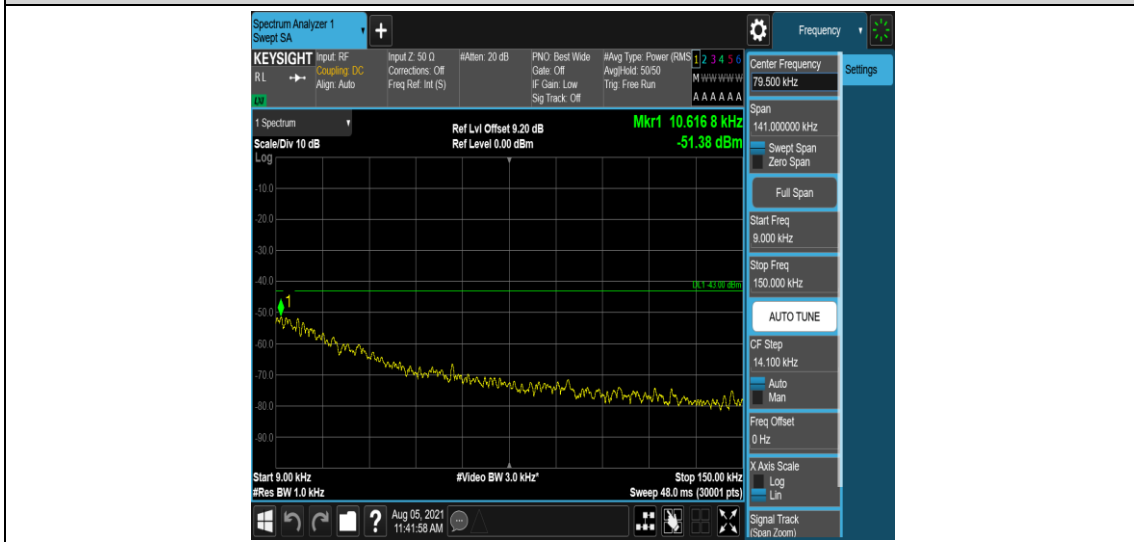 Spectrum Analyzer 1
Swept SA
Frequency
KEYSIGHT
RL
LXI
Input: RF
Coupling: DC
Align: Auto
Input Z: 50 Ω
Corrections: Off
Freq Ref: Int (S)
#Atten: 20 dB
PNO: Best Wide
Gate: Off
IF Gain: Low
Sig Track: Off
#Avg Type: Power (RMS
Avg|Hold: 50/50
Trig: Free Run
1 2 3 4 5 6
M W W W W W
A A A A A A
Center Frequency
79.500 kHz
Settings
Span
141.000000 kHz
Swept Span
Zero Span
Full Span
Start Freq
9.000 kHz
Stop Freq
150.000 kHz
AUTO TUNE
CF Step
14.100 kHz
Auto
Man
Freq Offset
0 Hz
X Axis Scale
Log
Lin
Signal Track
(Span Zoom)
1 Spectrum
Scale/Div 10 dB
Ref Lvl Offset 9.20 dB
Ref Level 0.00 dBm
Mkr1 10.616 8 kHz
-51.38 dBm
Log
-10.0
-20.0
-30.0
-40.0
DL1 -43.00 dBm
1
-50.0
-60.0
-70.0
-80.0
-90.0
Start 9.00 kHz
#Video BW 3.0 kHz*
Stop 150.00 kHz
#Res BW 1.0 kHz
Sweep 48.0 ms (30001 pts)
?
Aug 05, 2021
11:41:58 AM